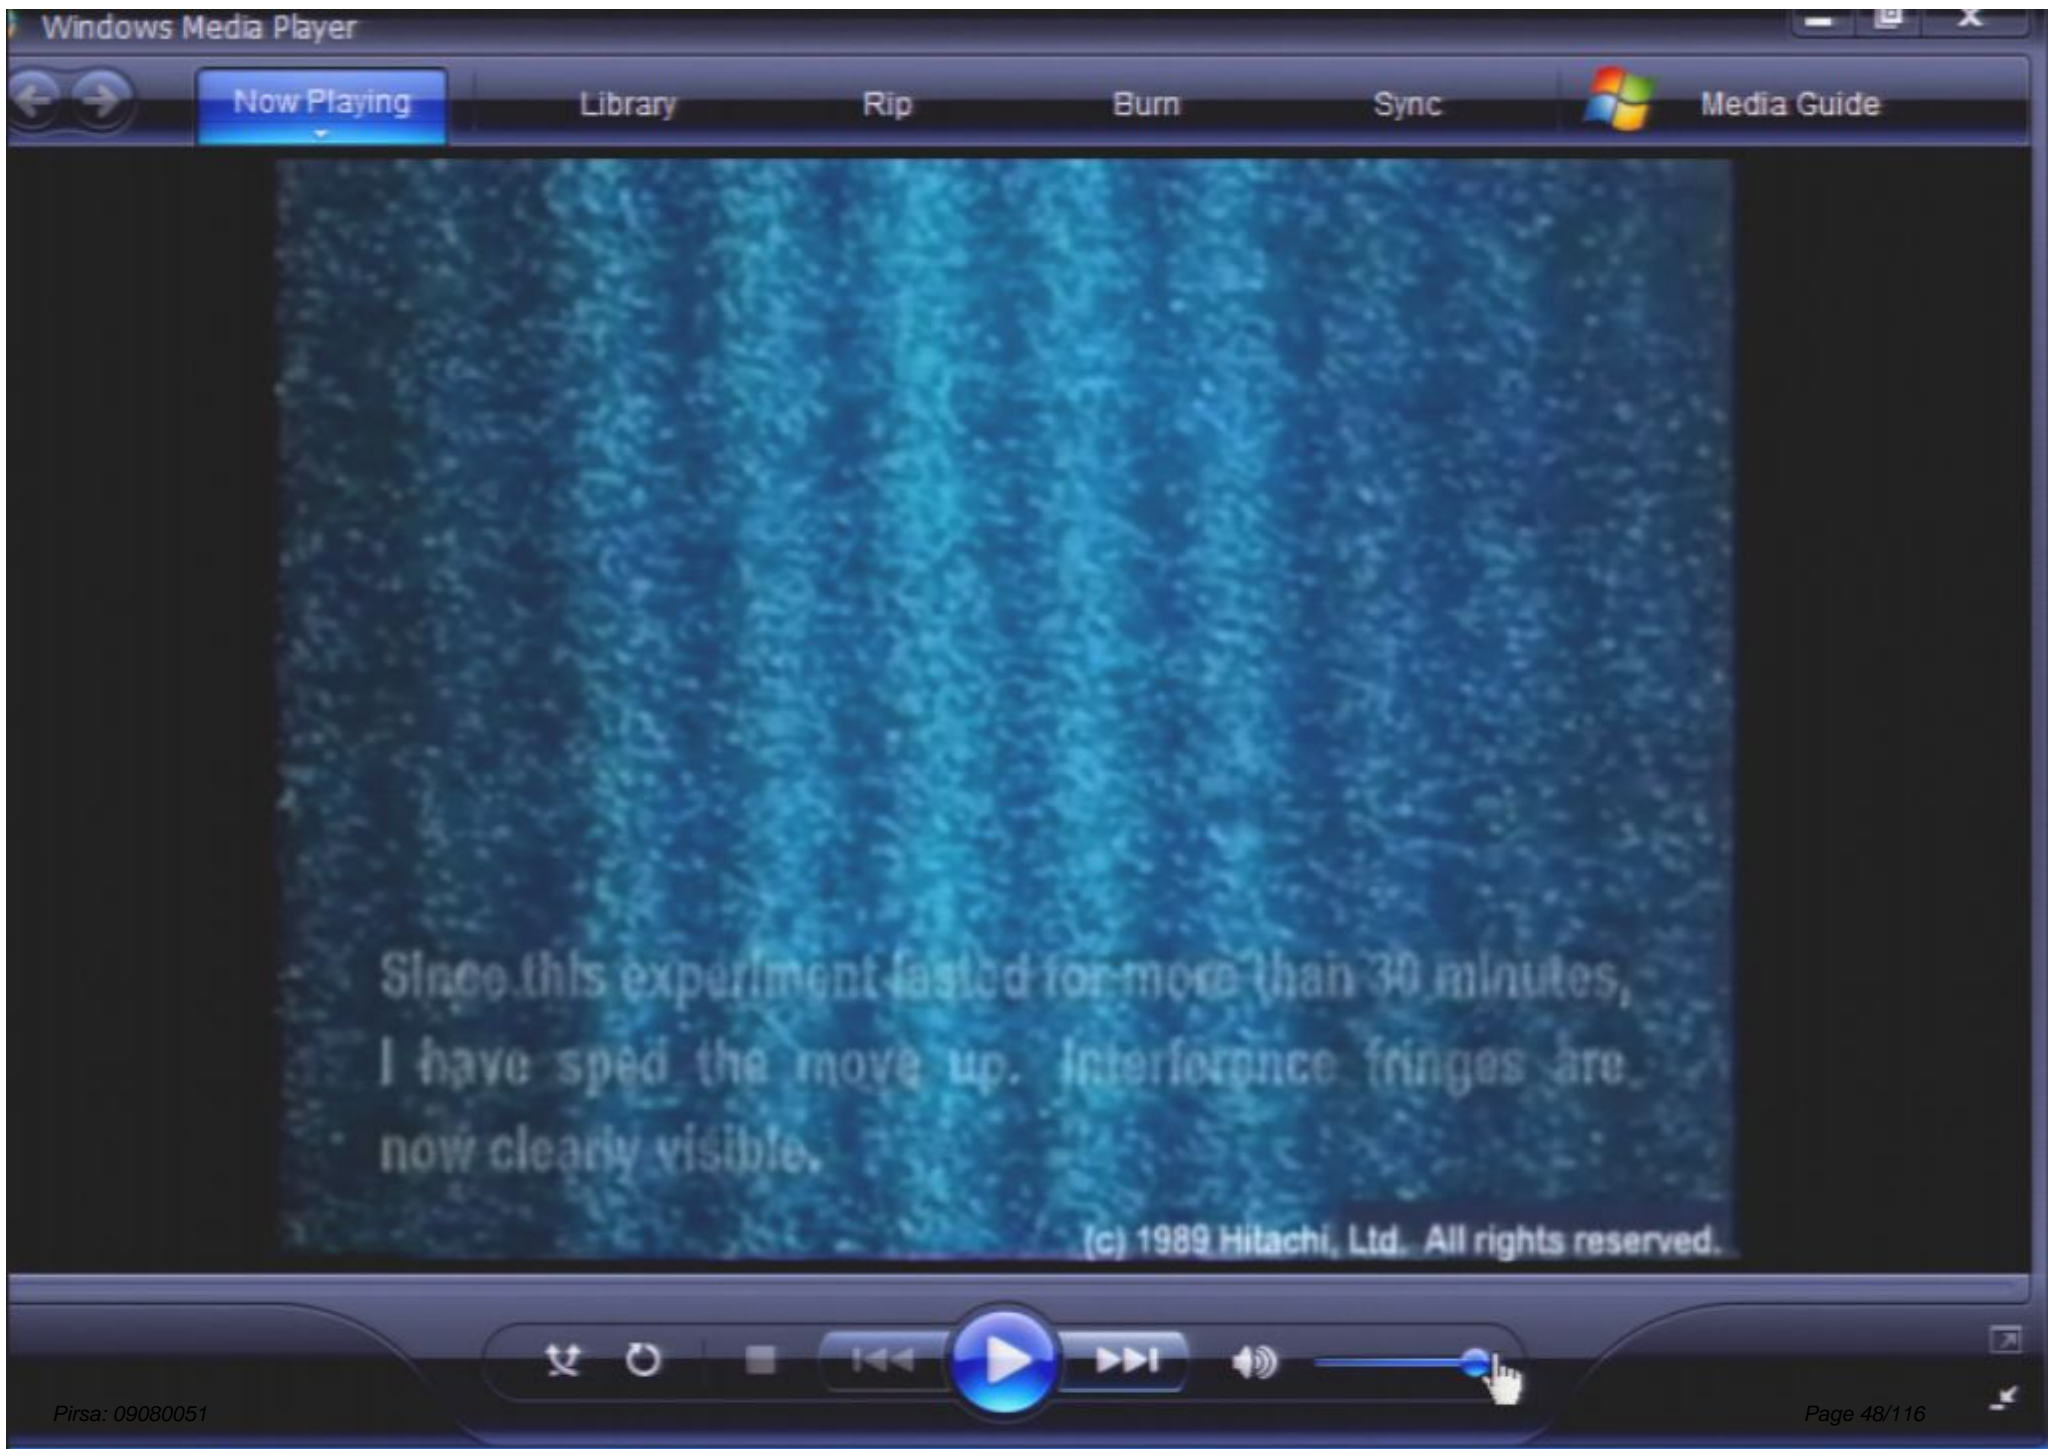 Windows Media Player
Now Playing
Library
Rip
Burn
Sync
Media Guide
Since this experiment lasted for more than 30 minutes,
I have sped the move up. Interference fringes are
now clearly visible.
(c) 1989 Hitachi, Ltd. All rights reserved.
Pirsa: 09080051
Page 48/116